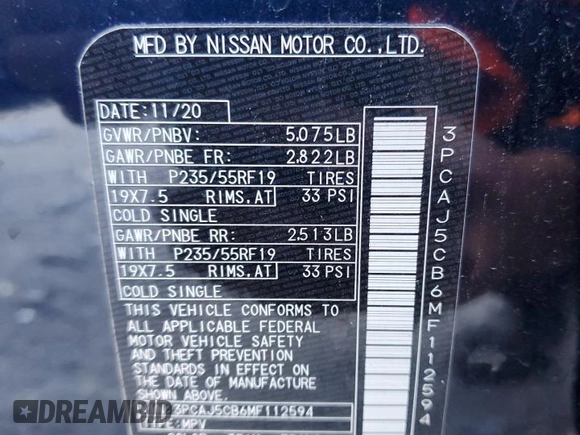 MFD BY NISSAN MOTOR CO.,LTD.
DATE:11/20
GVWR/PNBV: 5,075LB
GAWR/PNBE FR: 2,822LB
WITH P235/55RF19 TIRES
19X7.5 RIMS,AT 33 PSI
COLD SINGLE
GAWR/PNBE RR: 2,513LB
WITH P235/55RF19 TIRES
19X7.5 RIMS,AT 33 PSI
COLD SINGLE
THIS VEHICLE CONFORMS TO
ALL APPLICABLE FEDERAL
MOTOR VEHICLE SAFETY
AND THEFT PREVENTION
STANDARDS IN EFFECT ON
THE DATE OF MANUFACTURE
SHOWN ABOVE.
3PCAJ5CB6MF112594
MPV
3PCAJ5CB6MF112594
AUTOBIDCAR